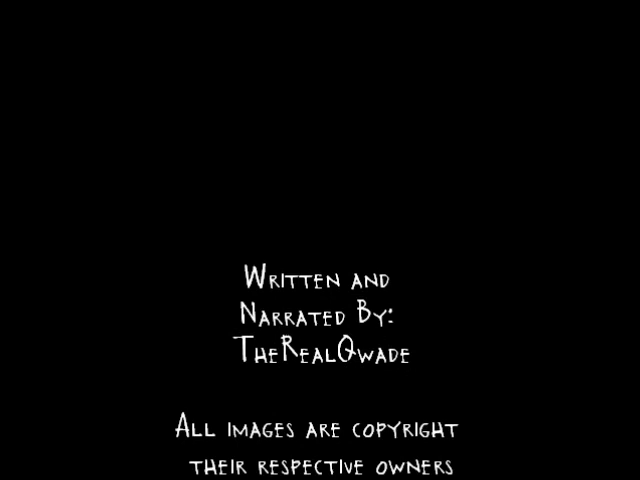 Written and
Narrated By:
TheRealQwade
All images are copyright
their respective owners